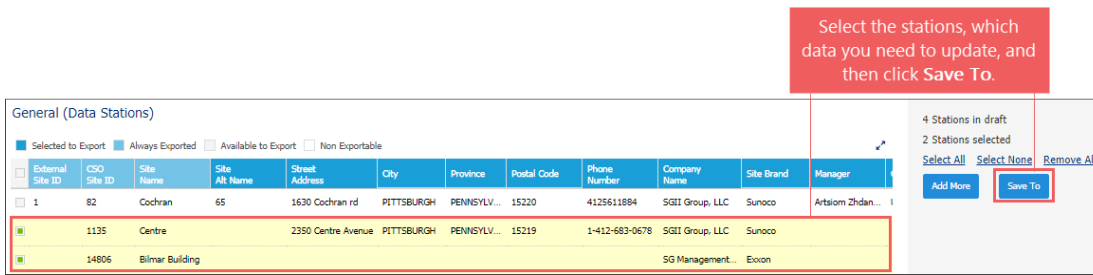 Select the stations, which
data you need to update, and
then click Save To.
General (Data Stations)
Selected to Export Always Exported Available to Export Non Exportable
External Site ID CSO Site ID Site Name Site Alt Name Street Address City Province Postal Code Phone Number Company Name Site Brand Manager
1 82 Cochran 65 1630 Cochran rd PITTSBURGH PENNSYLV... 15220 4125611884 SGII Group, LLC Sunoco Artsiom Zhdan...
1135 Centre 2350 Centre Avenue PITTSBURGH PENNSYLV... 15219 1-412-683-0678 SGII Group, LLC Sunoco
14806 Bilmar Building SG Management... Exxon
4 Stations in draft
2 Stations selected
Select All Select None Remove Al
Add More Save To